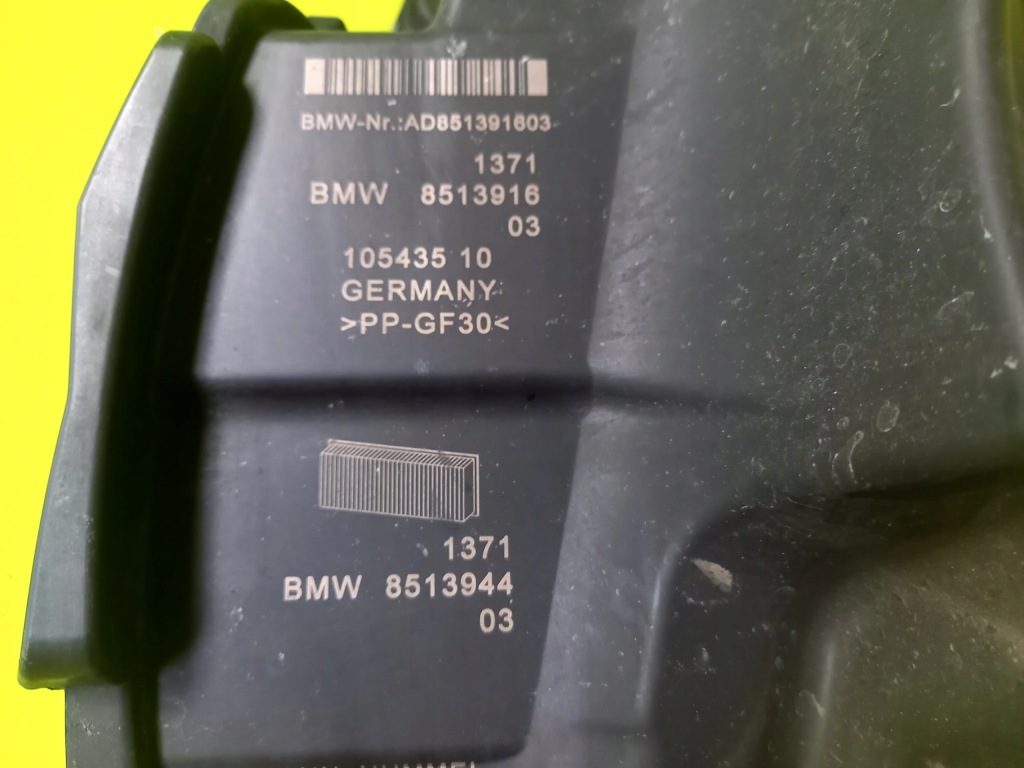 BMW-Nr.:AD851391603
1371
BMW 8513916
03
105435 10
GERMANY
>PP-GF30<
1371
BMW 8513944
03